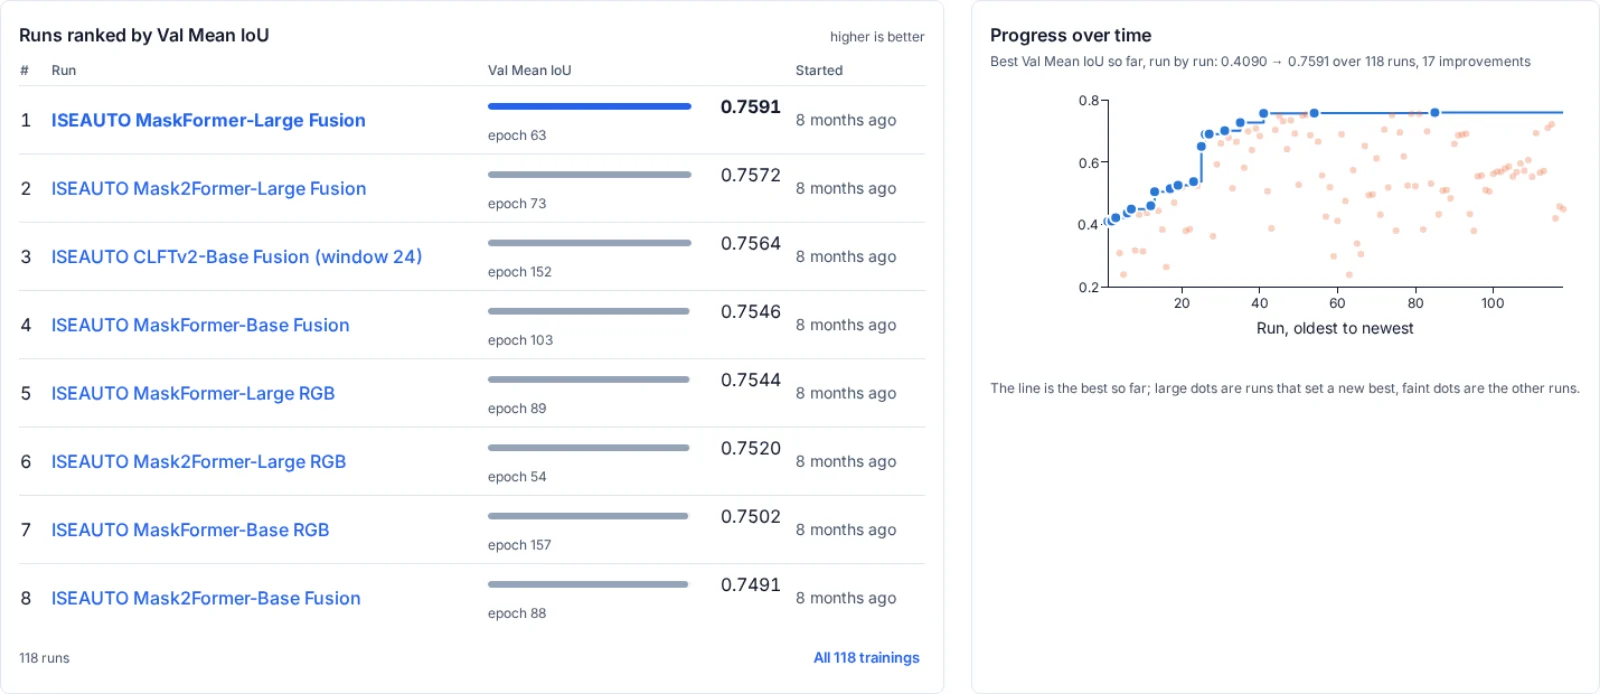 Runs ranked by Val Mean IoU
higher is better
# Run Val Mean IoU Started
1 ISEAUTO MaskFormer-Large Fusion 0.7591 8 months ago
epoch 63
2 ISEAUTO Mask2Former-Large Fusion 0.7572 8 months ago
epoch 73
3 ISEAUTO CLFTv2-Base Fusion (window 24) 0.7564 8 months ago
epoch 152
4 ISEAUTO MaskFormer-Base Fusion 0.7546 8 months ago
epoch 103
5 ISEAUTO MaskFormer-Large RGB 0.7544 8 months ago
epoch 89
6 ISEAUTO Mask2Former-Large RGB 0.7520 8 months ago
epoch 54
7 ISEAUTO MaskFormer-Base RGB 0.7502 8 months ago
epoch 157
8 ISEAUTO Mask2Former-Base Fusion 0.7491 8 months ago
epoch 88
118 runs
All 118 trainings
Progress over time
Best Val Mean IoU so far, run by run: 0.4090 → 0.7591 over 118 runs, 17 improvements
0.8
0.6
0.4
0.2
20 40 60 80 100
Run, oldest to newest
The line is the best so far; large dots are runs that set a new best, faint dots are the other runs.